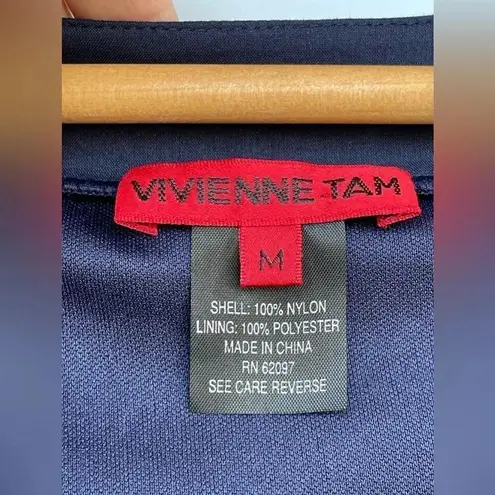 VIVIENNE TAM
M
SHELL: 100% NYLON
LINING: 100% POLYESTER
MADE IN CHINA
RN 62097
SEE CARE REVERSE